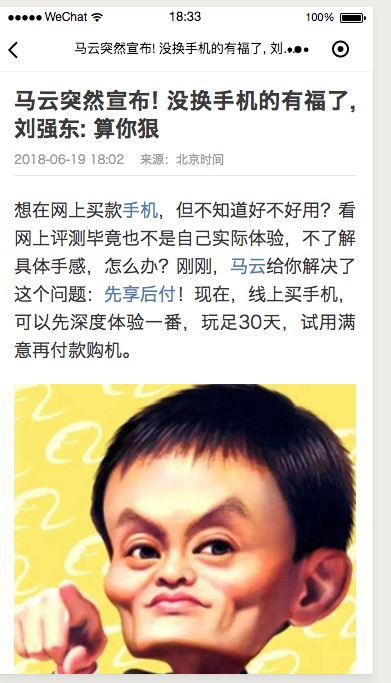 ●●●●● WeChat 18:33 100%
马云突然宣布! 没换手机的有福了, 刘...
马云突然宣布! 没换手机的有福了,
刘强东: 算你狠
2018-06-19 18:02 来源：北京时间
想在网上买款手机，但不知道好不好用？看
网上评测毕竟也不是自己实际体验，不了解
具体手感，怎么办？刚刚，马云给你解决了
这个问题：先享后付！现在，线上买手机，
可以先深度体验一番，玩足30天，试用满
意再付款购机。